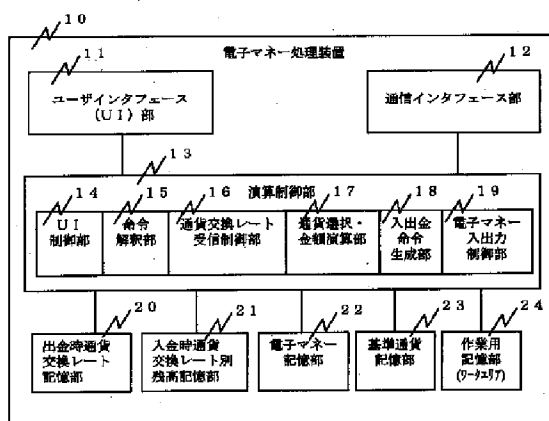 10
電子マネー処理装置
11
ユーザインタフェース
(UI)部
12
通信インタフェース部
13
演算制御部
14
UI
制御部
15
命令
解釈部
16
通貨交換レート
受信制御部
17
通貨選択・
金額演算部
18
入出金
命令
生成部
19
電子マネー
入出力
制御部
20
出金時通貨
交換レート
記憶部
21
入金時通貨
交換レート別
残高記憶部
22
電子マネー
記憶部
23
基準通貨
記憶部
24
作業用
記憶部
(ワークエリア)